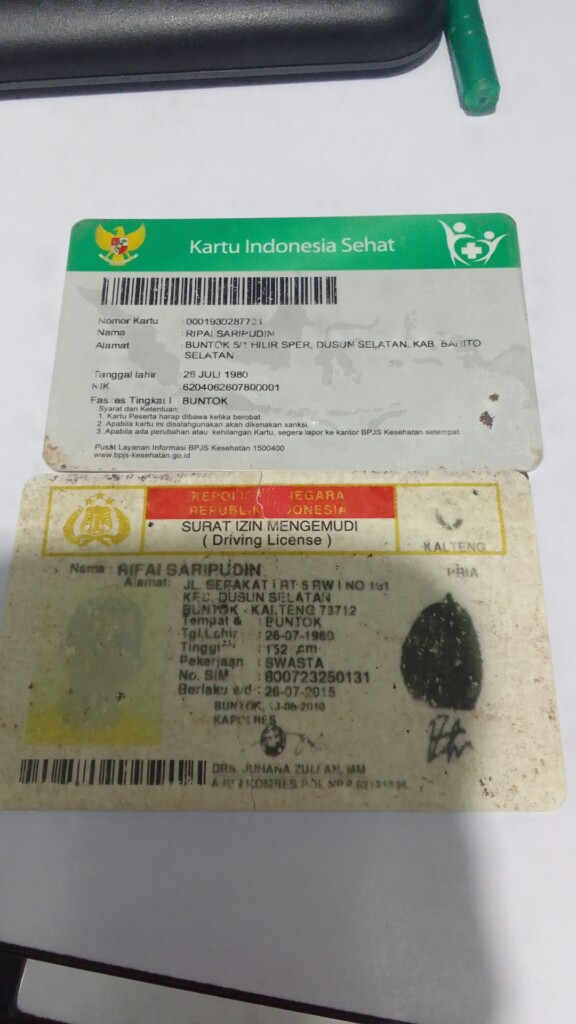 Kartu Indonesia Sehat
Nomor Kartu :
Nama : RIPAI SARIPUDIN
Alamat : BUNTOK 5/1 HILIR SPER, DUSUN SELATAN, KAB. BARITO
SELATAN
Tanggal lahir : 26 JULI 1980
NIK : 6204062607800001
Faskes Tingkat I : BUNTOK
Syarat dan Ketentuan:
1. Kartu Peserta harap dibawa ketika berobat.
2. Apabila kartu ini disalahgunakan akan dikenakan sanksi.
3. Apabila ada perubahan atau kehilangan Kartu, segera lapor ke kantor BPJS Kesehatan setempat.
Pusat Layanan Informasi BPJS Kesehatan 1500400
www.bpjs-kesehatan.go.id
KEPOLISIAN NEGARA
REPUBLIK INDONESIA
SURAT IZIN MENGEMUDI
( Driving License )
KALTENG
Nama : RIFAI SARIPUDIN
PRIA
Alamat: JL. SEPAKAT I RT 5 RW I NO 151
KEC. DUSUN SELATAN
BUNTOK - KALTENG 73712
Tempat & : BUNTOK
Tgl.Lahir : 26-07-1980
Tinggi : 152 cm
Pekerjaan : SWASTA
No. SIM : 800723250131
Berlaku s/d : 26-07-2015
BUNTOK,
KAPOLRES
DRS. JUHANA ZULFAN, MM